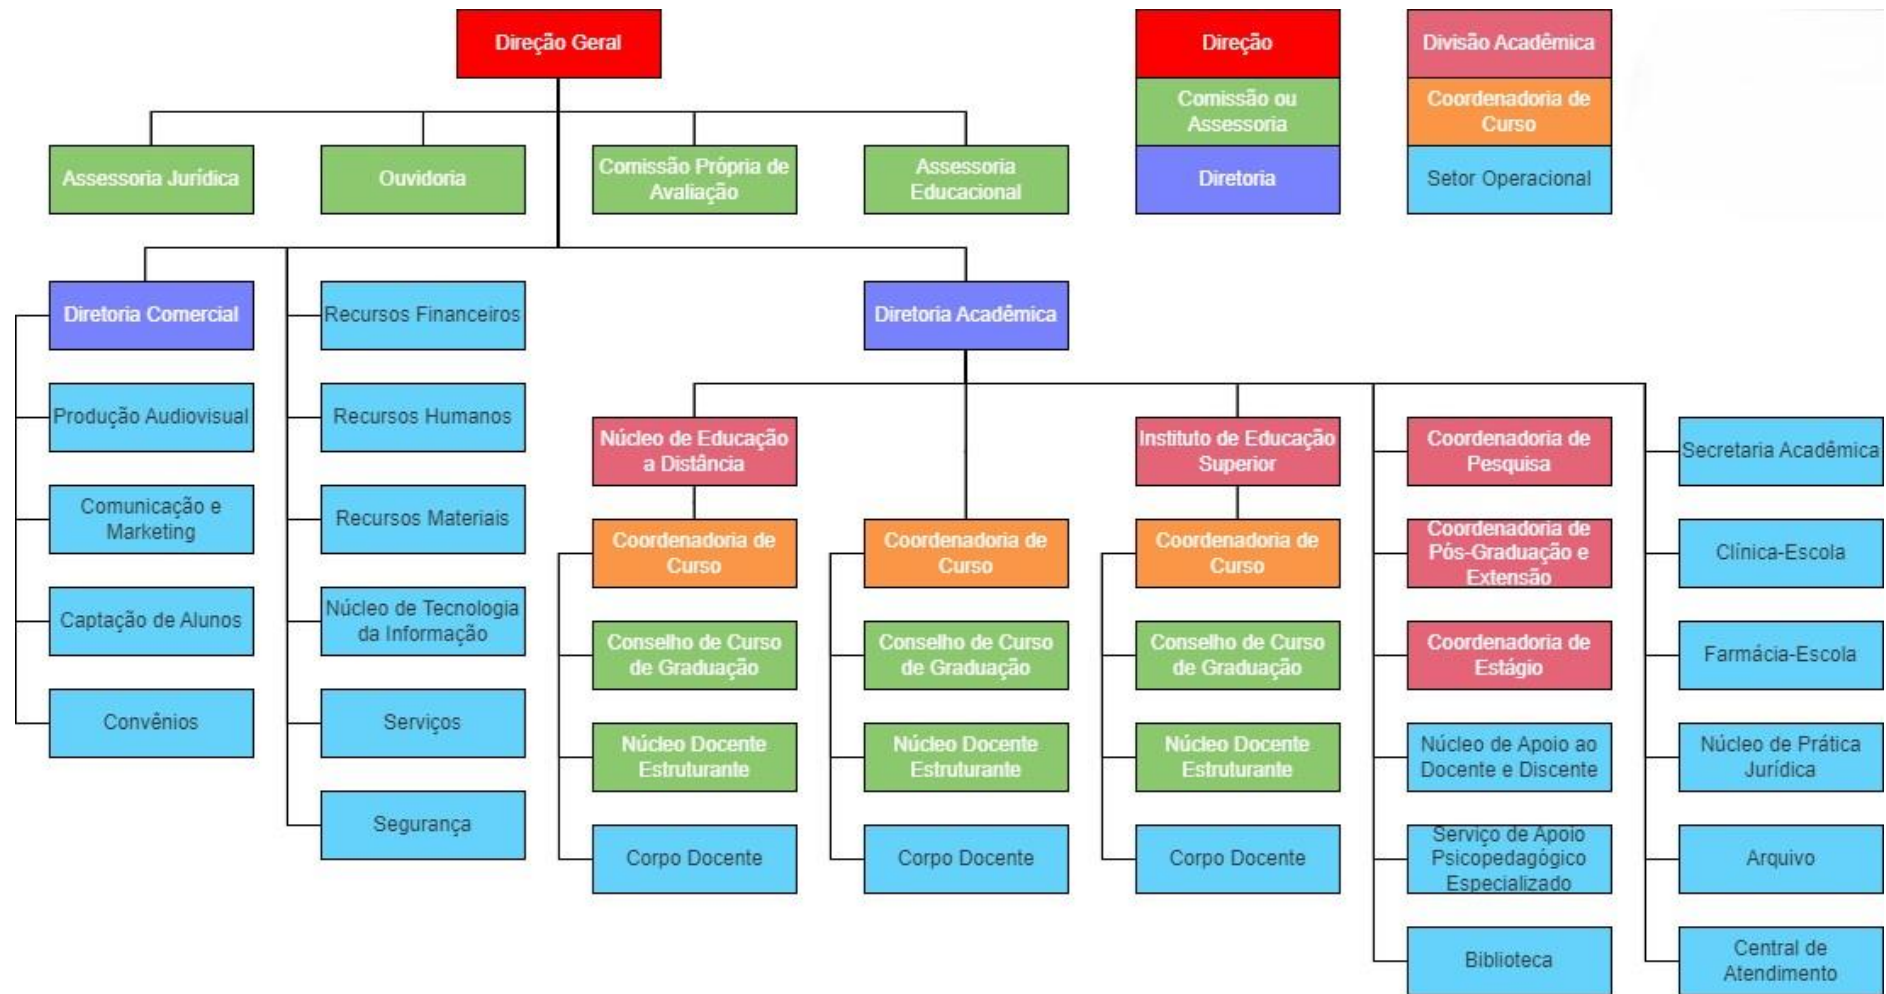 Direção Geral
Direção
Divisão Acadêmica
Comissão ou
Assessoria
Coordenadoria de
Curso
Diretoria
Setor Operacional
Assessoria Jurídica
Ouvidoria
Comissão Própria de
Avaliação
Assessoria
Educacional
Diretoria Comercial
Produção Audiovisual
Comunicação e
Marketing
Captação de Alunos
Convênios
Recursos Financeiros
Recursos Humanos
Recursos Materiais
Núcleo de Tecnologia
da Informação
Serviços
Segurança
Diretoria Acadêmica
Núcleo de Educação
a Distância
Coordenadoria de
Curso
Conselho de Curso
de Graduação
Núcleo Docente
Estruturante
Corpo Docente
Coordenadoria de
Curso
Conselho de Curso
de Graduação
Núcleo Docente
Estruturante
Corpo Docente
Instituto de Educação
Superior
Coordenadoria de
Curso
Conselho de Curso
de Graduação
Núcleo Docente
Estruturante
Corpo Docente
Coordenadoria de
Pesquisa
Coordenadoria de
Pós-Graduação e
Extensão
Coordenadoria de
Estágio
Núcleo de Apoio ao
Docente e Discente
Serviço de Apoio
Psicopedagógico
Especializado
Biblioteca
Secretaria Acadêmica
Clínica-Escola
Farmácia-Escola
Núcleo de Prática
Jurídica
Arquivo
Central de
Atendimento